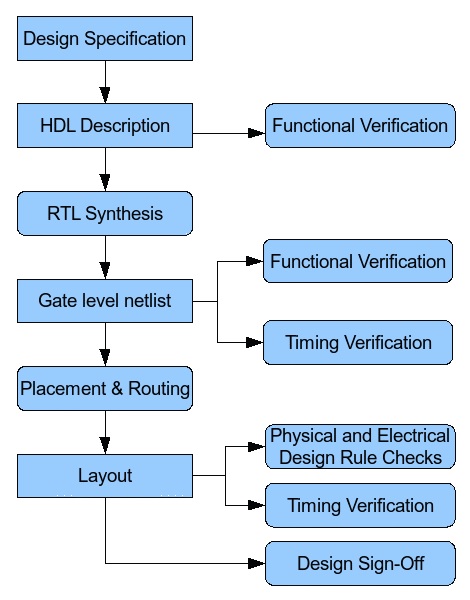 Design Specification
HDL Description
Functional Verification
RTL Synthesis
Functional Verification
Gate level netlist
Timing Verification
Placement & Routing
Physical and Electrical
Design Rule Checks
Layout
Timing Verification
Design Sign-Off